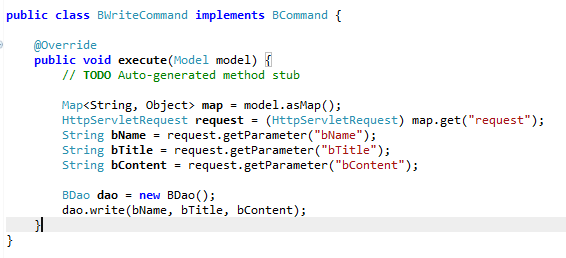 public class BWriteCommand implements BCommand {
@Override
public void execute(Model model) {
// TODO Auto-generated method stub
Map<String, Object> map = model.asMap();
HttpServletRequest request = (HttpServletRequest) map.get("request");
String bName = request.getParameter("bName");
String bTitle = request.getParameter("bTitle");
String bContent = request.getParameter("bContent");
BDao dao = new BDao();
dao.write(bName, bTitle, bContent);
}
}